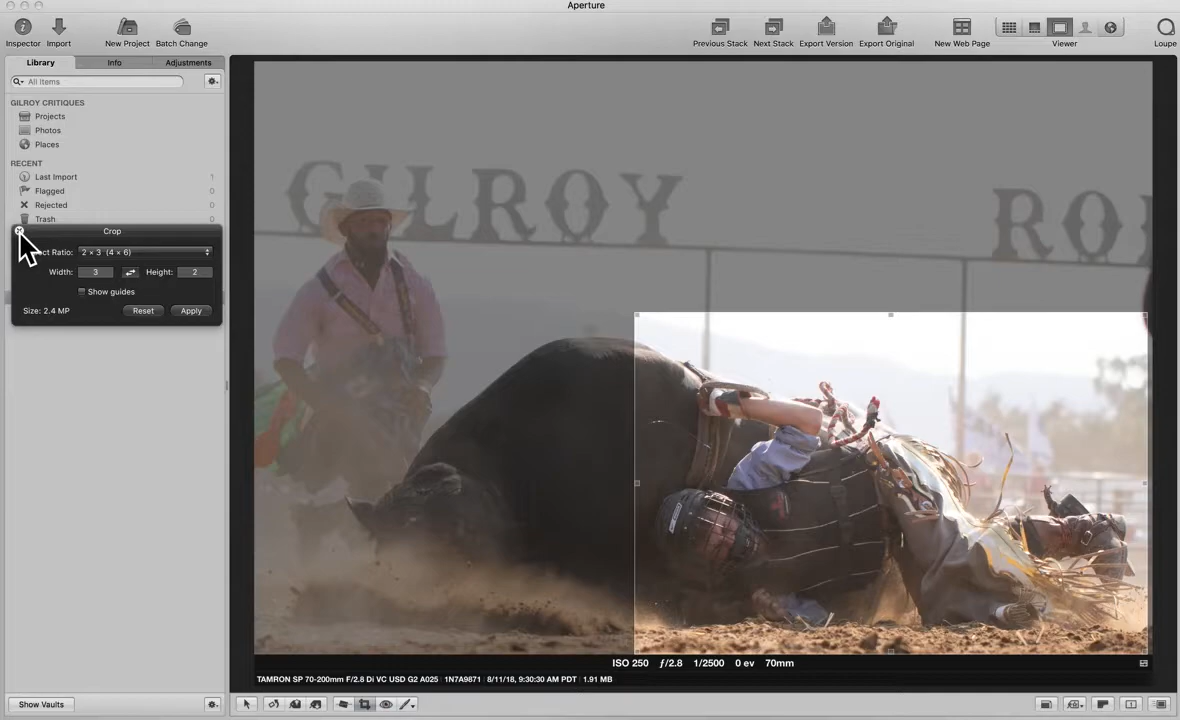 Aperture
Inspector
Import
New Project
Batch Change
Previous Stack
Next Stack
Export Version
Export Original
New Web Page
Viewer
Loupe
Library
Info
Adjustments
All Items
GILROY CRITIQUES
Projects
Photos
Places
RECENT
Last Import 1
Flagged 0
Rejected 0
Trash 0
Crop
ct Ratio: 2 × 3 (4 × 6)
Width: 3 Height: 2
Show guides
Size: 2.4 MP Reset Apply
GILROY RO
ISO 250 ƒ/2.8 1/2500 0 ev 70mm
TAMRON SP 70-200mm F/2.8 Di VC USD G2 A025 1N7A9871 8/11/18, 9:30:30 AM PDT 1.91 MB
Show Vaults